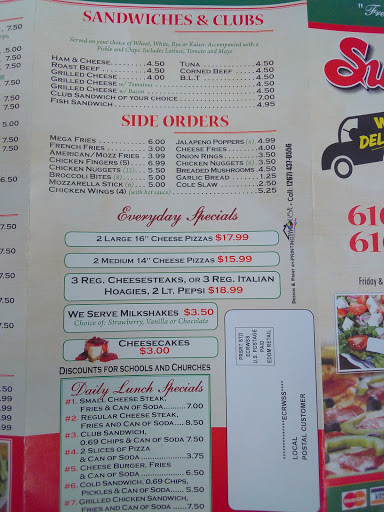 SANDWICHES & CLUBS
Served on your choice of Wheat, White, Rye or Kaiser. Accompanied with a
Pickle and Chips. Includes Lettuce, Tomato and Mayo
HAM & CHEESE 4.50
ROAST BEEF 4.50
GRILLED CHEESE 4.00
GRILLED CHEESE w/ Tomatoes 4.50
GRILLED CHEESE w/ Bacon 4.50
CLUB SANDWICH OF YOUR CHOICE 7.00
FISH SANDWICH 4.95
TUNA 4.50
CORNED BEEF 4.50
B.L.T 4.50
SIDE ORDERS
MEGA FRIES 6.00
FRENCH FRIES 3.00
AMERICAN/MOZZ FRIES 3.99
CHICKEN FINGERS (5) 6.99
CHICKEN NUGGETS (12) 5.50
BROCCOLI BITES (8) 5.00
MOZZARELLA STICK (6) 5.00
CHICKEN WINGS (4) (with hot sauce) 5.25
JALAPENO POPPERS (6) 4.99
CHEESE FRIES 4.00
ONION RINGS 3.50
CHICKEN NUGGETS (8) 3.50
BREADED MUSHROOMS 4.50
GARLIC BREAD 1.25
COLE SLAW 2.50
Everyday Specials
2 LARGE 16" CHEESE PIZZAS $17.99
2 MEDIUM 14" CHEESE PIZZAS $15.99
3 REG. CHEESESTEAKS, OR 3 REG. ITALIAN
HOAGIES, 2 LT. PEPSI $18.99
WE SERVE MILKSHAKES $3.50
Choice of: Strawberry, Vanilla or Chocolate
CHEESECAKES
$3.00
DISCOUNTS FOR SCHOOLS AND CHURCHES
Daily Lunch Specials
#1. SMALL CHEESE STEAK,
FRIES & CAN OF SODA 7.00
#2. REGULAR CHEESE STEAK,
FRIES AND CAN OF SODA 8.50
#3. CLUB SANDWICH,
0.69 CHIPS & CAN OF SODA 7.50
#4. 2 SLICES OF PIZZA
& CAN OF SODA 3.75
#5. CHEESE BURGER, FRIES
& CAN OF SODA 6.50
#6. COLD SANDWICH, 0.69 CHIPS,
PICKLES & CAN OF SODA 5.50
#7. GRILLED CHICKEN SANDWICH,
FRIES AND CAN OF SODA
PRSRT STD
ECRWSS
U.S. POSTAGE
PAID
EDDM RETAIL
*****************ECRWSS****
LOCAL
POSTAL CUSTOMER
Su
DEL
610
610
Friday &